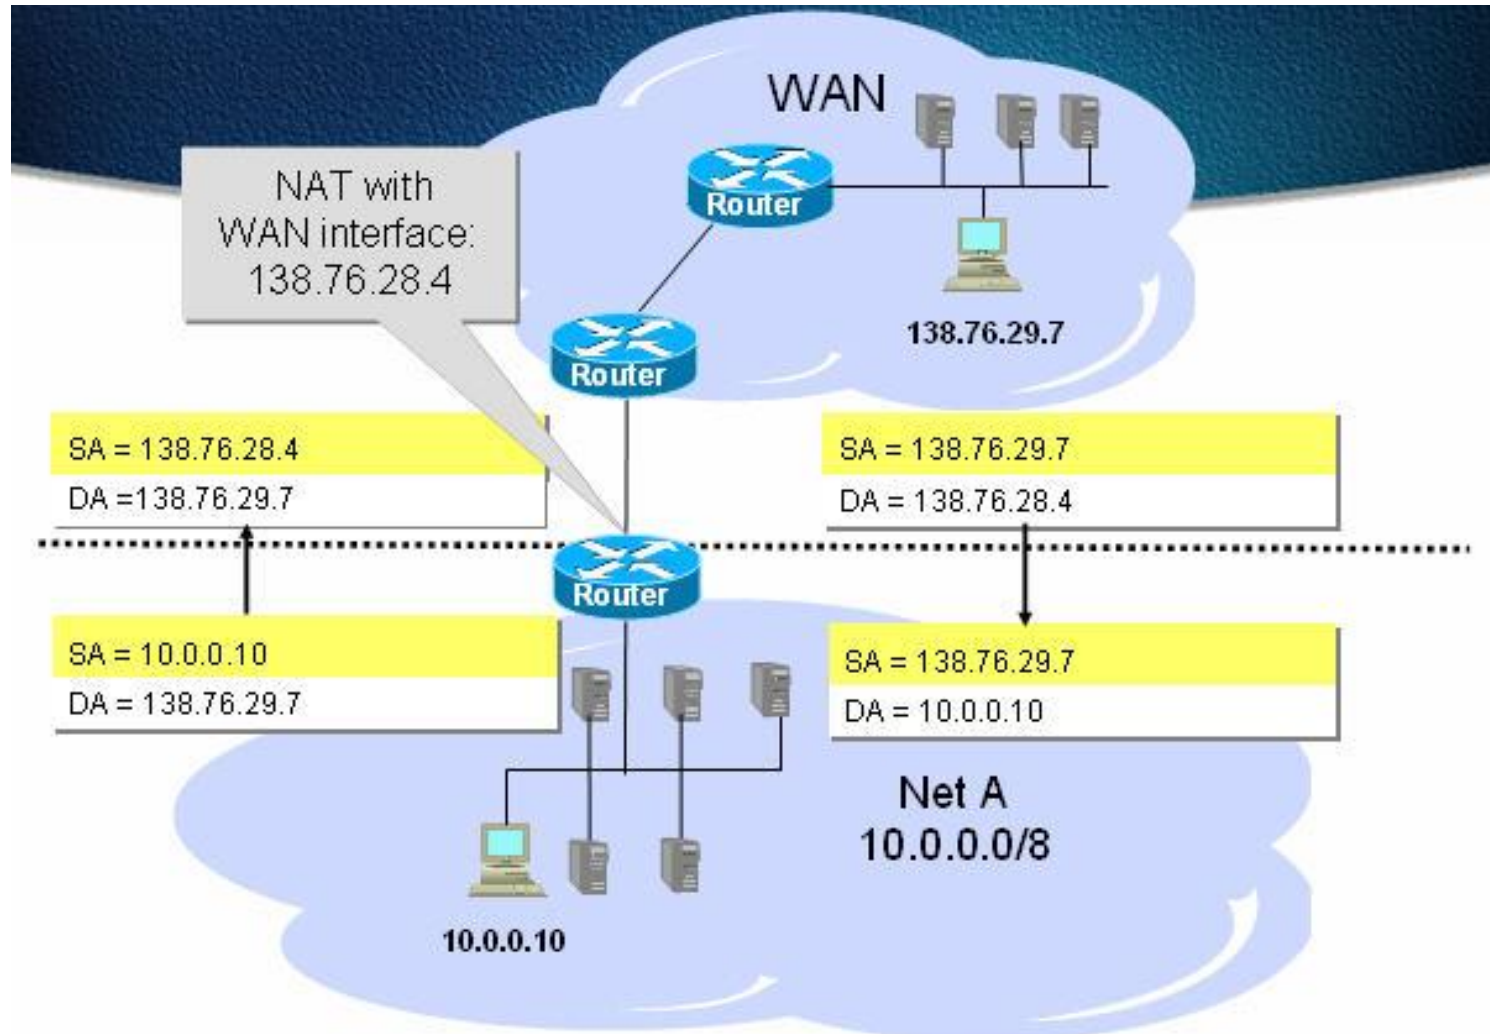 WAN
NAT with
WAN interface:
138.76.28.4
Router
138.76.29.7
Router
SA = 138.76.28.4
DA =138.76.29.7
SA = 138.76.29.7
DA = 138.76.28.4
Router
SA = 10.0.0.10
DA = 138.76.29.7
SA = 138.76.29.7
DA = 10.0.0.10
Net A
10.0.0.0/8
10.0.0.10